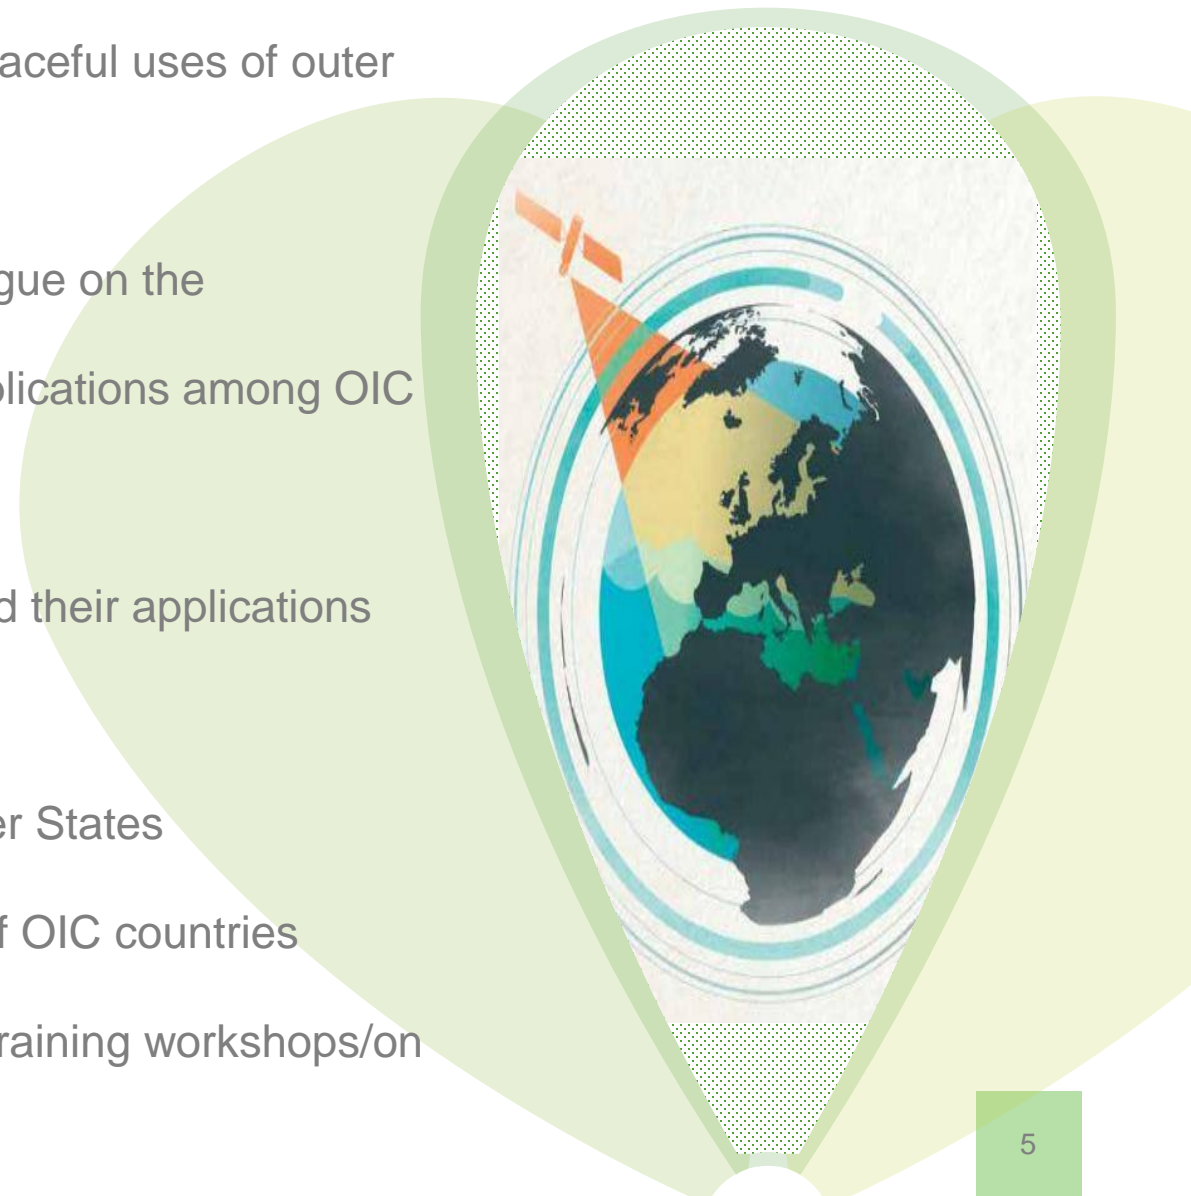 aceful uses of outer
gue on the
plications among OIC
d their applications
er States
f OIC countries
raining workshops/on
5